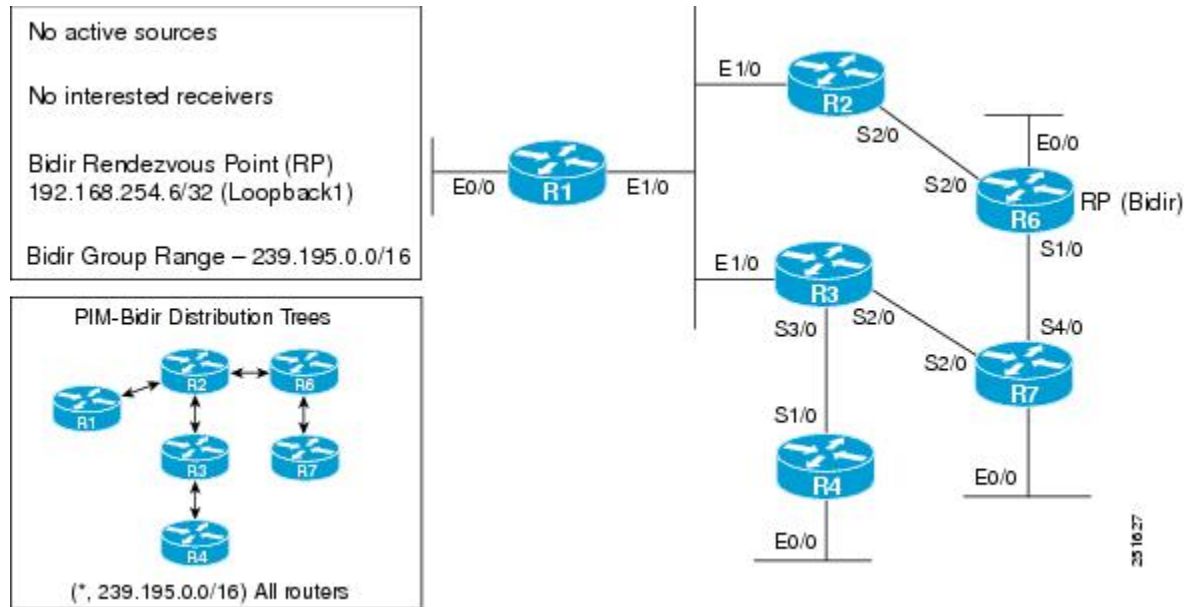 No active sources
No interested receivers
Bidir Rendezvous Point (RP)
192.168.254.6/32 (Loopback1)
Bidir Group Range – 239.195.0.0/16
PIM-Bidir Distribution Trees
R1
R2
R6
R3
R7
R4
(*, 239.195.0.0/16) All routers
E0/0
R1
E1/0
E1/0
R2
S2/0
S2/0
E0/0
R6
RP (Bidir)
S1/0
E1/0
R3
S3/0
S2/0
S2/0
S4/0
R7
E0/0
S1/0
R4
E0/0
251627